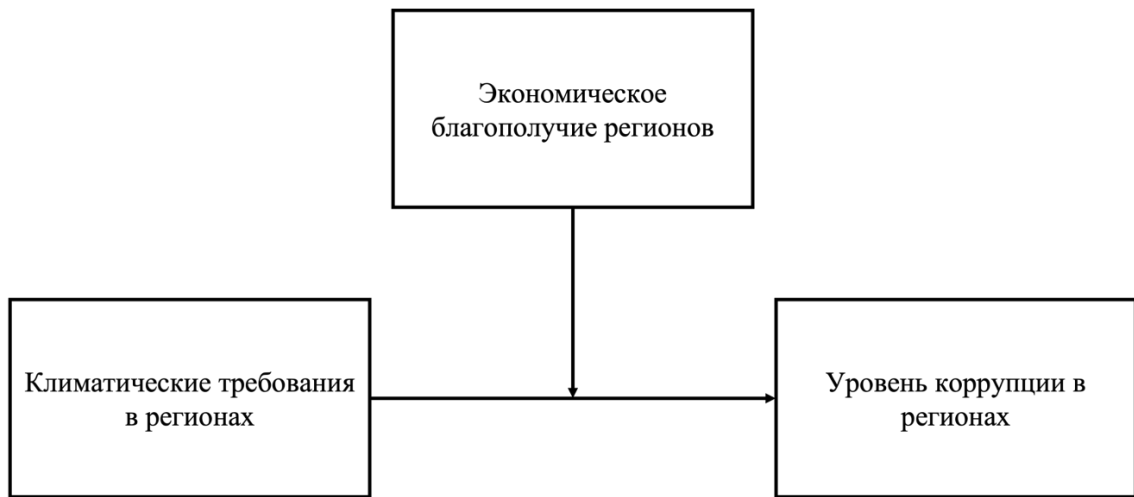 Экономическое
благополучие регионов
Климатические требования
в регионах
Уровень коррупции в
регионах